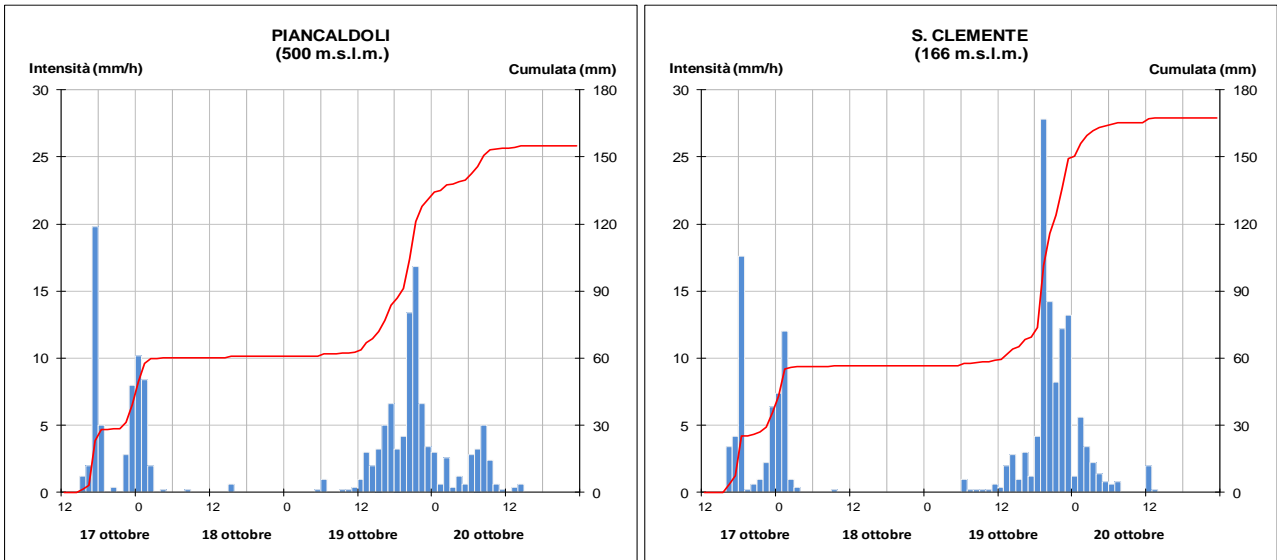 PIANCALDOLI
(500 m.s.l.m.)
Intensità (mm/h) Cumulata (mm)
30 180
25 150
20 120
15 90
10 60
5 30
0 0
12 0 12 0 12 0 12
17 ottobre 18 ottobre 19 ottobre 20 ottobre
S. CLEMENTE
(166 m.s.l.m.)
Intensità (mm/h) Cumulata (mm)
30 180
25 150
20 120
15 90
10 60
5 30
0 0
12 0 12 0 12 0 12
17 ottobre 18 ottobre 19 ottobre 20 ottobre